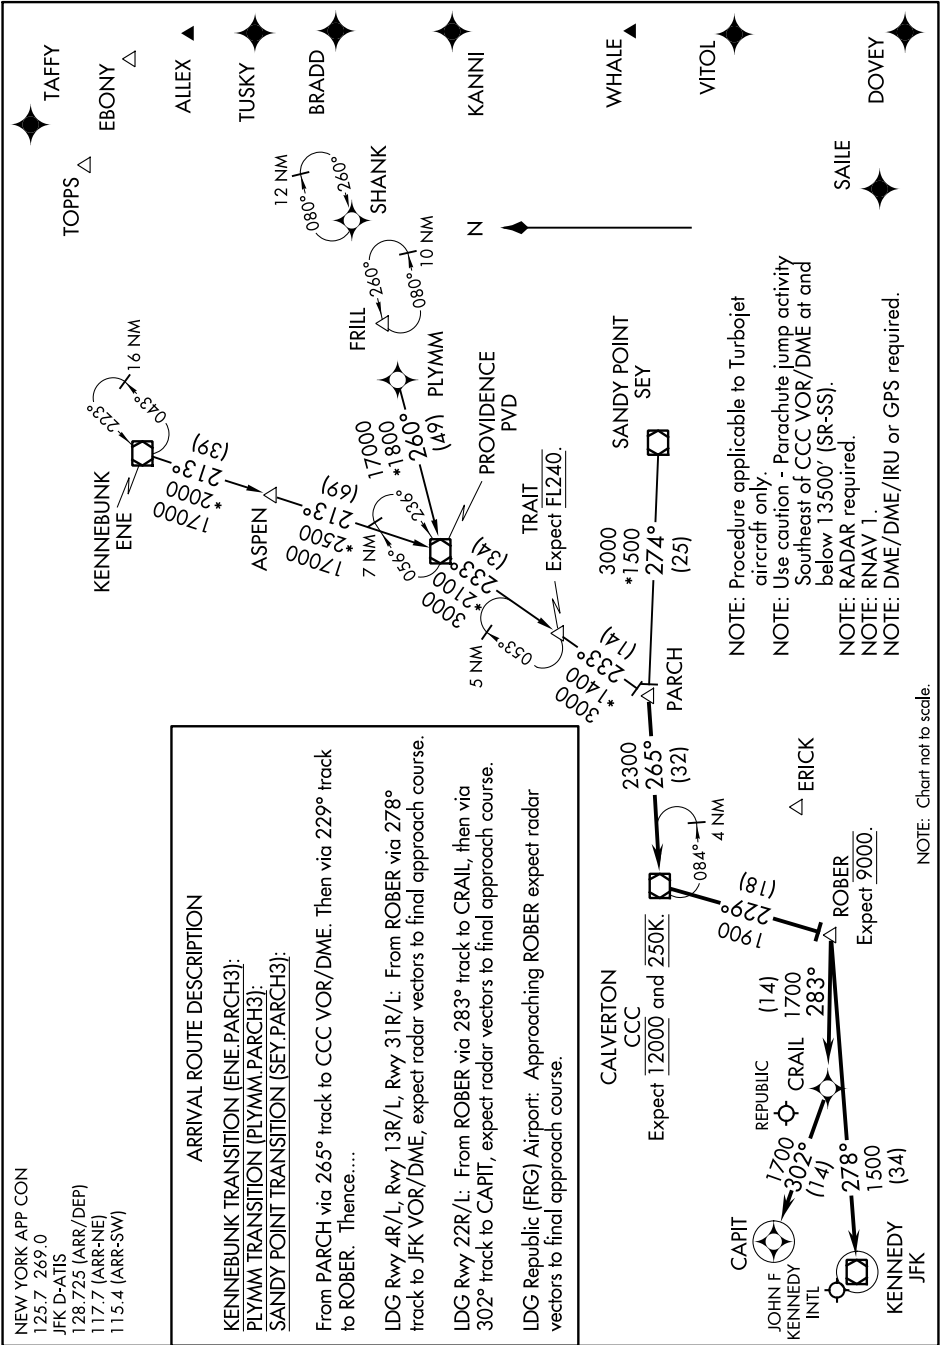 NEW YORK APP CON
125.7 269.0
JFK D-ATIS
128.725 (ARR/DEP)
117.7 (ARR-NE)
115.4 (ARR-SW)
ARRIVAL ROUTE DESCRIPTION
KENNEBUNK TRANSITION (ENE.PARCH3):
PLYMM TRANSITION (PLYMM.PARCH3):
SANDY POINT TRANSITION (SEY.PARCH3):
From PARCH via 265° track to CCC VOR/DME. Then via 229° track
to ROBER. Thence....
LDG Rwy 4R/L, Rwy 13R/L, Rwy 31R/L: From ROBER via 278°
track to JFK VOR/DME, expect radar vectors to final approach course.
LDG Rwy 22R/L: From ROBER via 283° track to CRAIL, then via
302° track to CAPIT, expect radar vectors to final approach course.
LDG Republic (FRG) Airport: Approaching ROBER expect radar
vectors to final approach course.
TOPPS
TAFFY
EBONY
ALLEX
TUSKY
BRADD
KANNI
WHALE
VITOL
DOVEY
SAILE
KENNEBUNK
ENE
223°
043°
16 NM
17000
*2000
213°
(39)
ASPEN
17000
*2500
213°
(69)
12 NM
080°
260°
SHANK
FRILL
260°
080°
10 NM
PLYMM
17000
*1800
260°
(49)
PROVIDENCE
PVD
7 NM
056°
236°
3000
*2100
233°
(34)
TRAIT
Expect FL240.
5 NM
053°
3000
*1400
233°
(14)
N
SANDY POINT
SEY
3000
*1500
274°
(25)
PARCH
2300
265°
(32)
CALVERTON
CCC
Expect 12000 and 250K.
084°
4 NM
1900
229°
(18)
ERICK
ROBER
Expect 9000.
(14)
1700
283°
CRAIL
REPUBLIC
1700
302°
(14)
CAPIT
278°
1500
(34)
JOHN F
KENNEDY
INTL
KENNEDY
JFK
NOTE: Procedure applicable to Turbojet
aircraft only.
NOTE: Use caution - Parachute jump activity
Southeast of CCC VOR/DME at and
below 13500' (SR-SS).
NOTE: RADAR required.
NOTE: RNAV 1.
NOTE: DME/DME/IRU or GPS required.
NOTE: Chart not to scale.